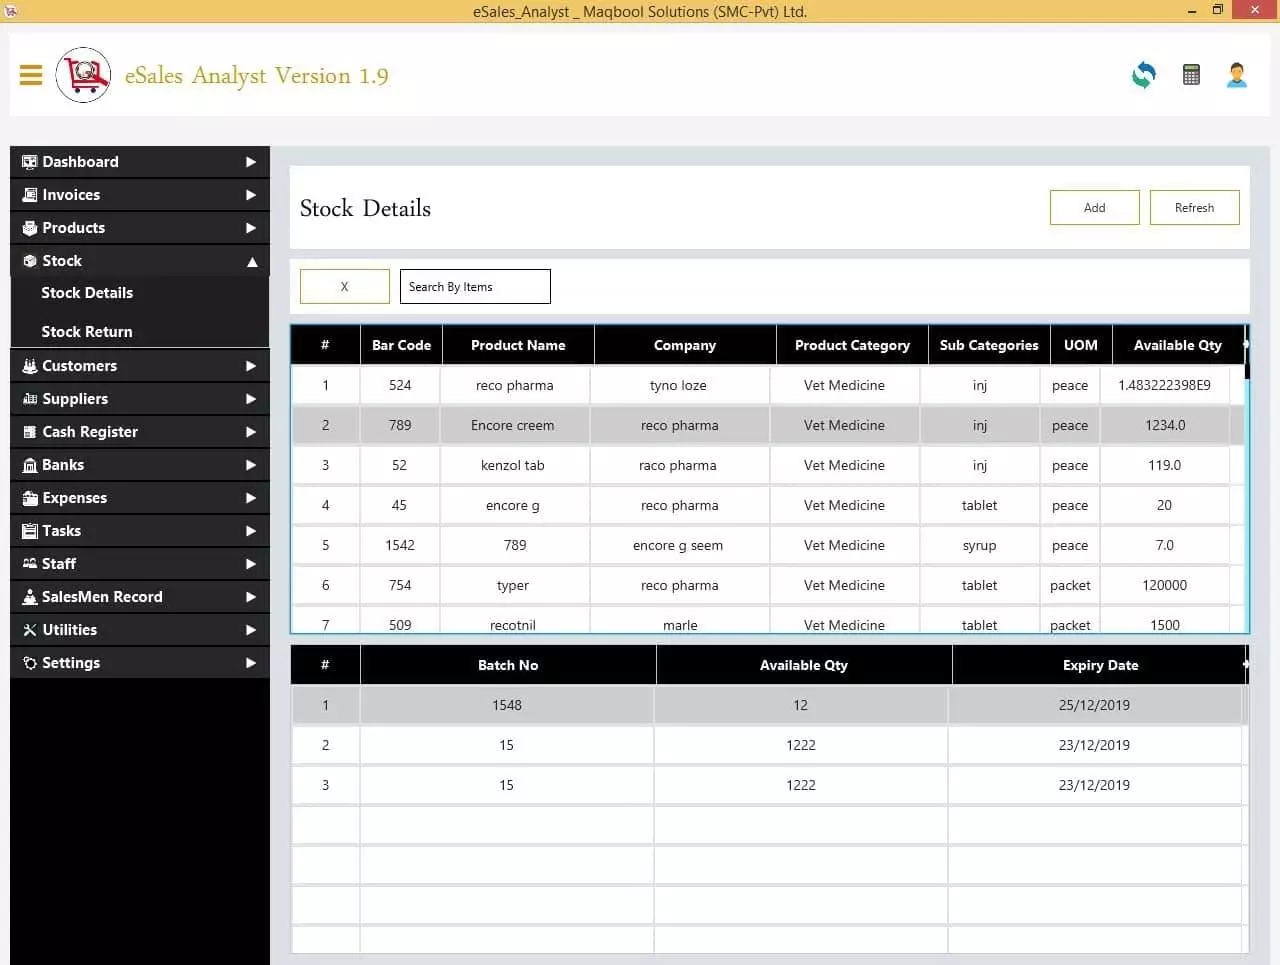 eSales_Analyst _ Maqbool Solutions (SMC-Pvt) Ltd.
eSales Analyst Version 1.9
Dashboard
Invoices
Products
Stock
Stock Details
Stock Return
Customers
Suppliers
Cash Register
Banks
Expenses
Tasks
Staff
SalesMen Record
Utilities
Settings
Stock Details
Add Refresh
X Search By Items
# Bar Code Product Name Company Product Category Sub Categories UOM Available Qty
1 524 reco pharma tyno loze Vet Medicine inj peace 1.483222398E9
2 789 Encore creem reco pharma Vet Medicine inj peace 1234.0
3 52 kenzol tab raco pharma Vet Medicine inj peace 119.0
4 45 encore g reco pharma Vet Medicine tablet peace 20
5 1542 789 encore g seem Vet Medicine syrup peace 7.0
6 754 typer reco pharma Vet Medicine tablet packet 120000
7 509 recotnil marle Vet Medicine tablet packet 1500
# Batch No Available Qty Expiry Date
1 1548 12 25/12/2019
2 15 1222 23/12/2019
3 15 1222 23/12/2019